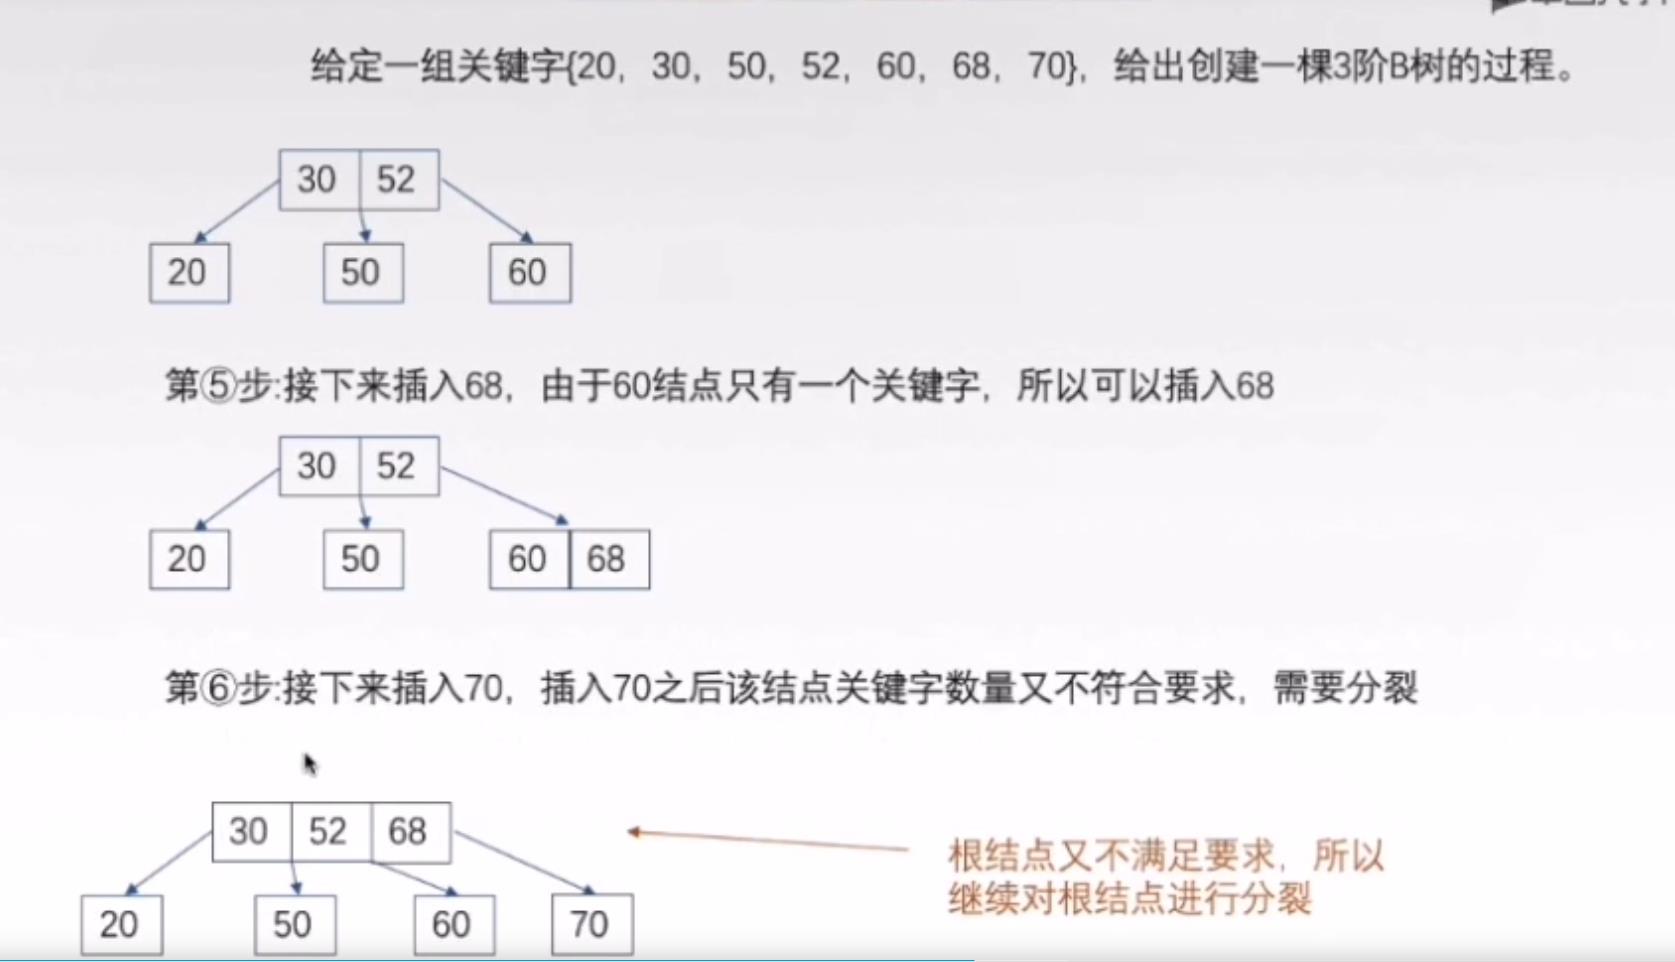 给定一组关键字{20，30，50，52，60，68，70}，给出创建一棵3阶B树的过程。
30 52
20 50 60
第⑤步:接下来插入68，由于60结点只有一个关键字，所以可以插入68
30 52
20 50 60 68
第⑥步:接下来插入70，插入70之后该结点关键字数量又不符合要求，需要分裂
30 52 68
根结点又不满足要求，所以
继续对根结点进行分裂
20 50 60 70